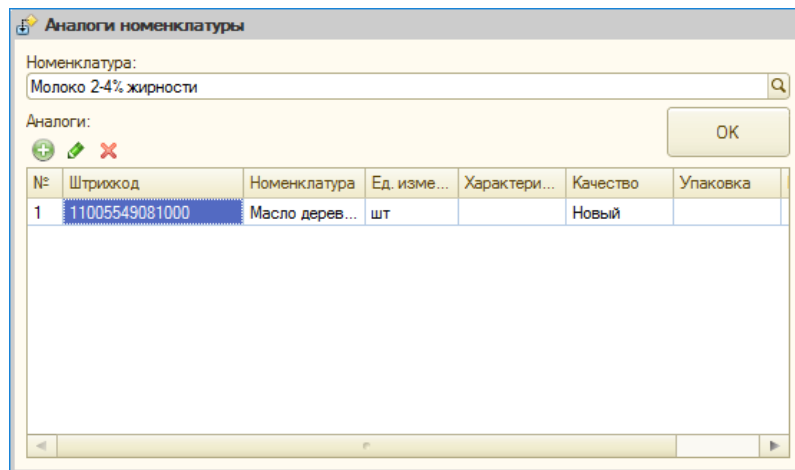 Аналоги номенклатуры
Номенклатура:
Молоко 2-4% жирности
Аналоги:
OK
№ Штрихкод Номенклатура Ед. изме... Характери... Качество Упаковка
1 11005549081000 Масло дерев... шт Новый